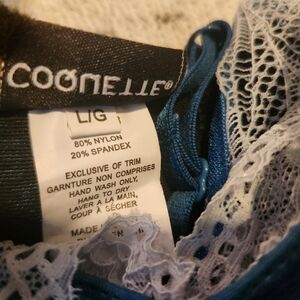 COQUETTE®
L/G
80% NYLON
20% SPANDEX
EXCLUSIVE OF TRIM
GARNTURE NON COMPRISES
HAND WASH ONLY,
HANG TO DRY
LAVER A LA MAIN,
COUP À SÉCHER
MADE